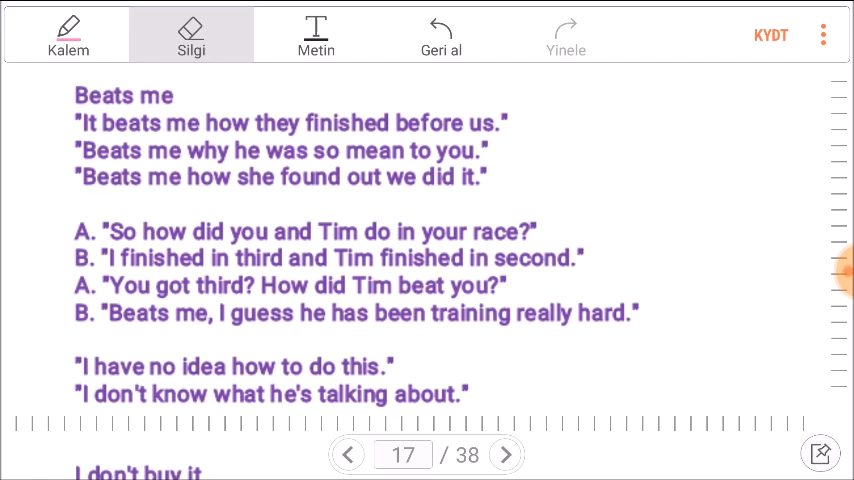 Kalem
Silgi
Metin
Geri al
Yinele
KYDT
Beats me
"It beats me how they finished before us."
"Beats me why he was so mean to you."
"Beats me how she found out we did it."
A. "So how did you and Tim do in your race?"
B. "I finished in third and Tim finished in second."
A. "You got third? How did Tim beat you?"
B. "Beats me, I guess he has been training really hard."
"I have no idea how to do this."
"I don't know what he's talking about."
17 / 38
I don't buy it